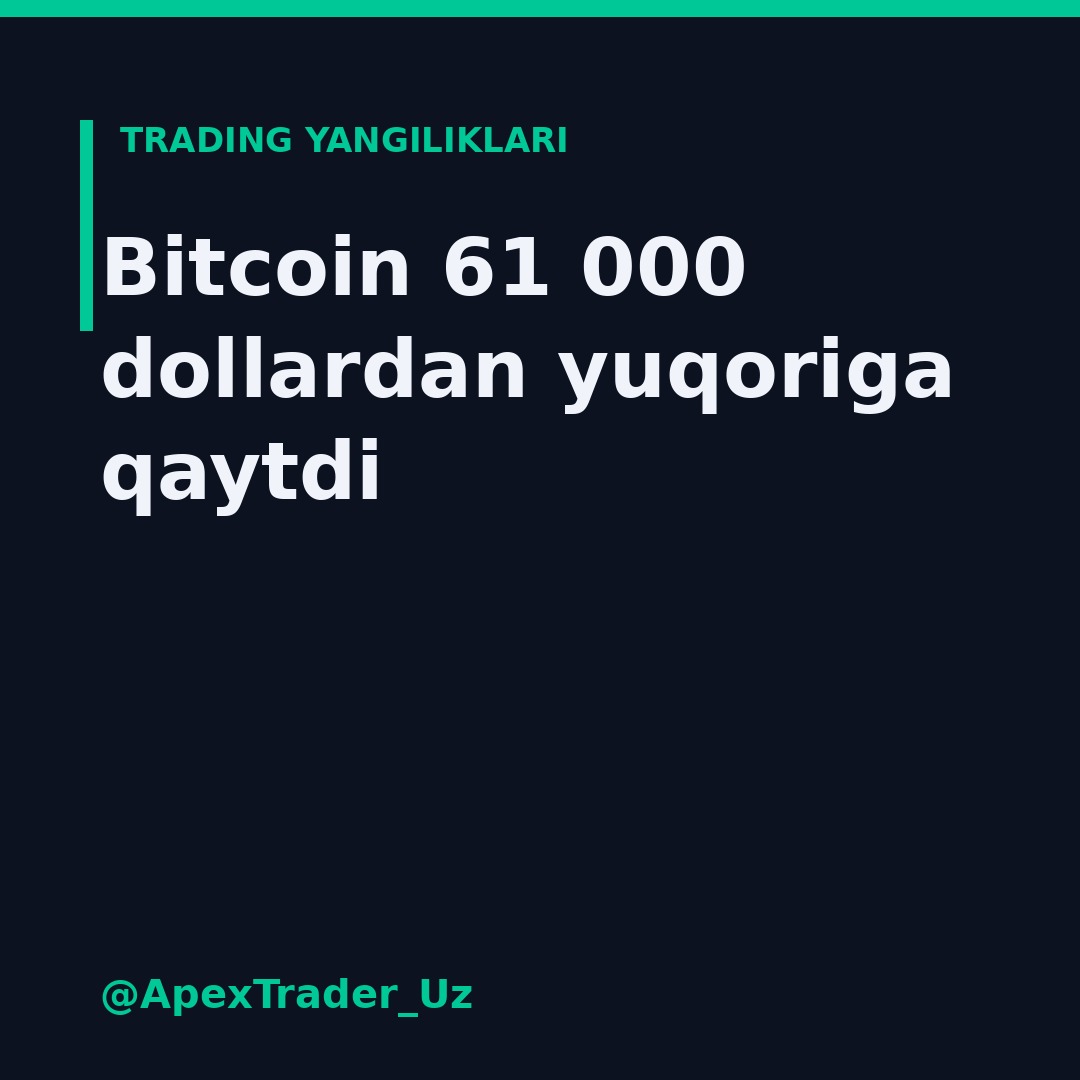 TRADING YANGILIKLARI
Bitcoin 61 000
dollardan yuqoriga
qaytdi
@ApexTrader_Uz